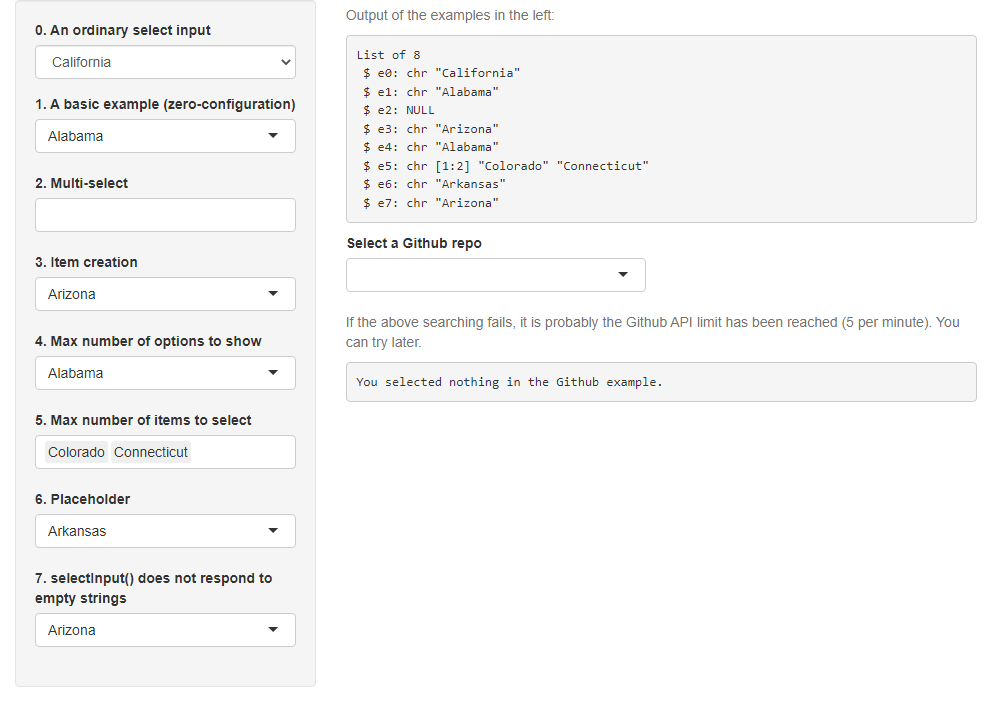 0. An ordinary select input
California
1. A basic example (zero-configuration)
Alabama
2. Multi-select
3. Item creation
Arizona
4. Max number of options to show
Alabama
5. Max number of items to select
Colorado Connecticut
6. Placeholder
Arkansas
7. selectInput() does not respond to
empty strings
Arizona
Output of the examples in the left:
List of 8
 $ e0: chr "California"
 $ e1: chr "Alabama"
 $ e2: NULL
 $ e3: chr "Arizona"
 $ e4: chr "Alabama"
 $ e5: chr [1:2] "Colorado" "Connecticut"
 $ e6: chr "Arkansas"
 $ e7: chr "Arizona"
Select a Github repo
If the above searching fails, it is probably the Github API limit has been reached (5 per minute). You
can try later.
You selected nothing in the Github example.